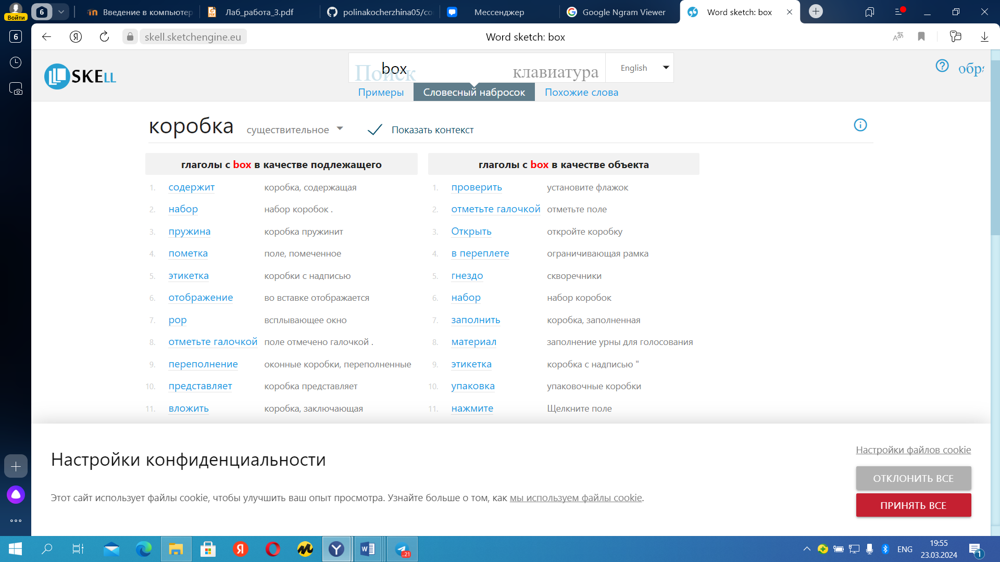 Войти
6
Введение в компьютер
Лаб_работа_3.pdf
polinakocherzhina05/co
Мессенджер
Google Ngram Viewer
Word sketch: box
6
skell.sketchengine.eu
Word sketch: box
SKELL
Поиск
box
клавиатура
English
обра
Примеры
Словесный набросок
Похожие слова
коробка
существительное
Показать контекст
глаголы с box в качестве подлежащего
1. содержит коробка, содержащая
2. набор набор коробок .
3. пружина коробка пружинит
4. пометка поле, помеченное
5. этикетка коробки с надписью
6. отображение во вставке отображается
7. pop всплывающее окно
8. отметьте галочкой поле отмечено галочкой .
9. переполнение оконные коробки, переполненные
10. представляет коробка представляет
11. вложить коробка, заключающая
глаголы с box в качестве объекта
1. проверить установите флажок
2. отметьте галочкой отметьте поле
3. Открыть откройте коробку
4. в переплете ограничивающая рамка
5. гнездо скворечники
6. набор набор коробок
7. заполнить коробка, заполненная
8. материал заполнение урны для голосования
9. этикетка коробка с надписью "
10. упаковка упаковочные коробки
11. нажмите Щелкните поле
Настройки конфиденциальности
Этот сайт использует файлы cookie, чтобы улучшить ваш опыт просмотра. Узнайте больше о том, как мы используем файлы cookie.
Настройки файлов cookie
ОТКЛОНИТЬ ВСЕ
ПРИНЯТЬ ВСЕ
..21
ENG
19:55
23.03.2024
1